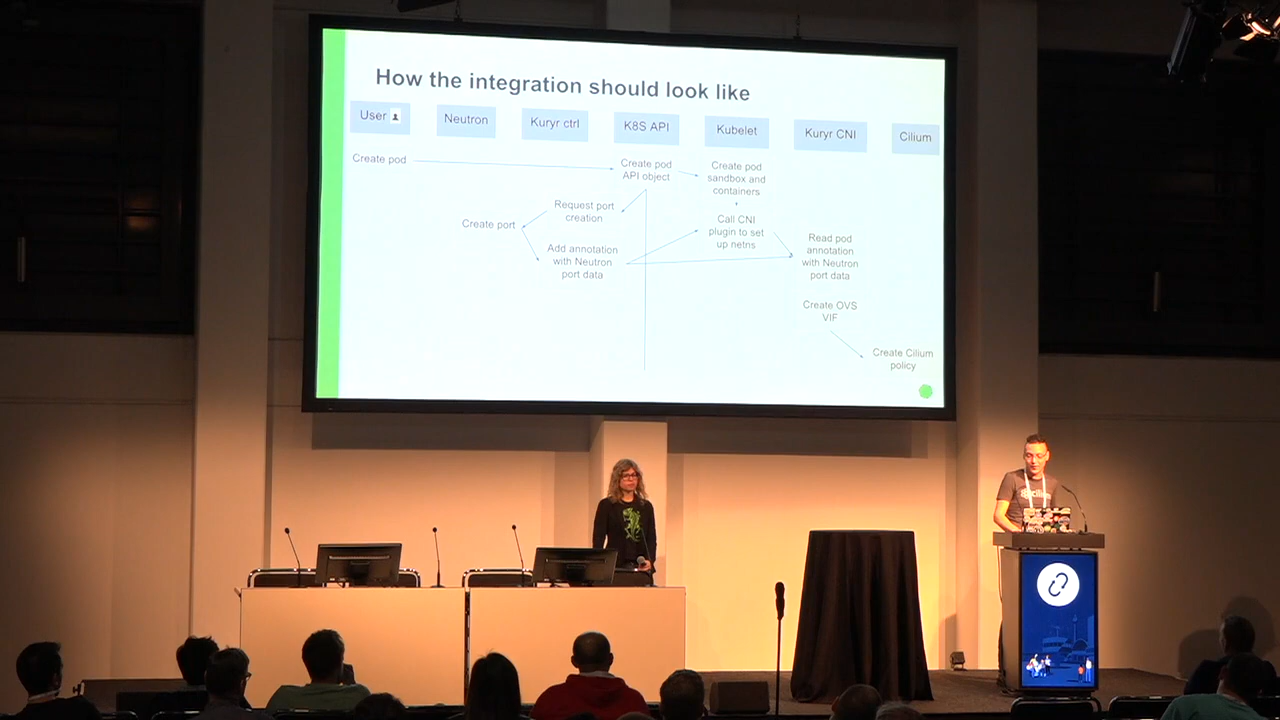 How the integration should look like
User
Neutron
Kuryr ctrl
K8S API
Kubelet
Kuryr CNI
Cilium
Create pod
Create pod
API object
Create pod
sandbox and
containers
Request port
creation
Create port
Call CNI
plugin to set
up netns
Add annotation
with Neutron
port data
Read pod
annotation
with Neutron
port data
Create OVS
VIF
Create Cilium
policy